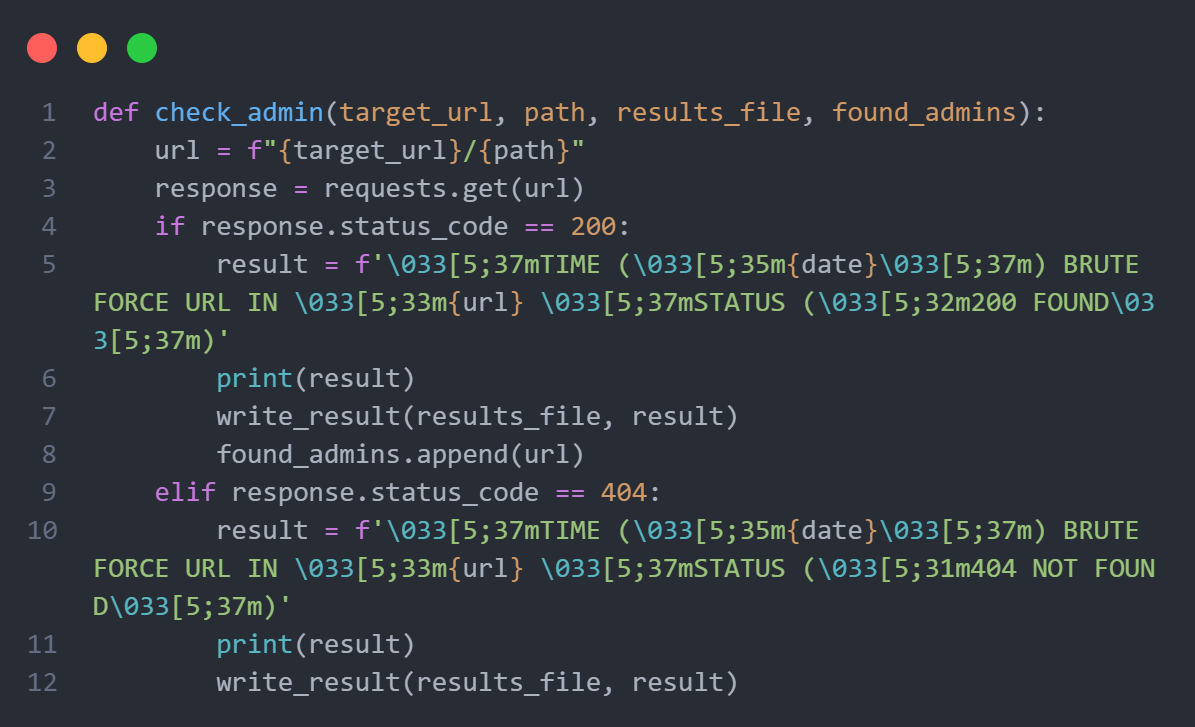 1 def check_admin(target_url, path, results_file, found_admins):
2     url = f"{target_url}/{path}"
3     response = requests.get(url)
4     if response.status_code == 200:
5         result = f'\033[5;37mTIME (\033[5;35m{date}\033[5;37m) BRUTE
FORCE URL IN \033[5;33m{url} \033[5;37mSTATUS (\033[5;32m200 FOUND\03
3[5;37m)'
6         print(result)
7         write_result(results_file, result)
8         found_admins.append(url)
9     elif response.status_code == 404:
10         result = f'\033[5;37mTIME (\033[5;35m{date}\033[5;37m) BRUTE
FORCE URL IN \033[5;33m{url} \033[5;37mSTATUS (\033[5;31m404 NOT FOUN
D\033[5;37m)'
11         print(result)
12         write_result(results_file, result)